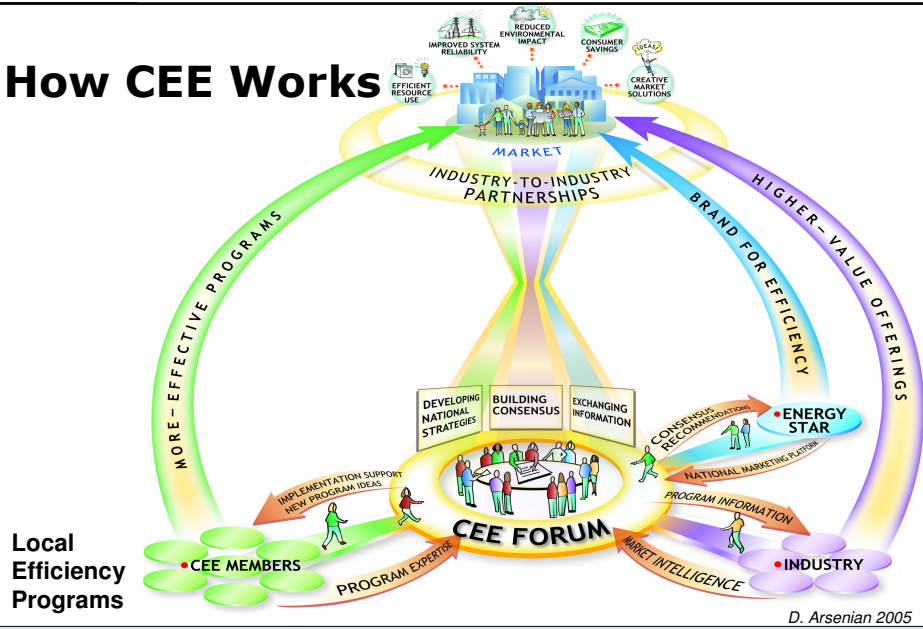 How CEE Works
EFFICIENT
RESOURCE
USE
IMPROVED SYSTEM
RELIABILITY
REDUCED
ENVIRONMENTAL
IMPACT
CONSUMER
SAVINGS
IDEAS!
CREATIVE
MARKET
SOLUTIONS
MARKET
INDUSTRY-TO-INDUSTRY
PARTNERSHIPS
MORE-EFFECTIVE PROGRAMS
BRAND FOR EFFICIENCY
HIGHER-VALUE OFFERINGS
DEVELOPING
NATIONAL
STRATEGIES
BUILDING
CONSENSUS
EXCHANGING
INFORMATION
CONSENSUS
RECOMMENDATIONS
ENERGY
STAR
NATIONAL MARKETING PLATFORM
IMPLEMENTATION SUPPORT
NEW PROGRAM IDEAS
PROGRAM INFORMATION
CEE FORUM
Local
Efficiency
Programs
CEE MEMBERS
PROGRAM EXPERTISE
MARKET INTELLIGENCE
INDUSTRY
D. Arsenian 2005